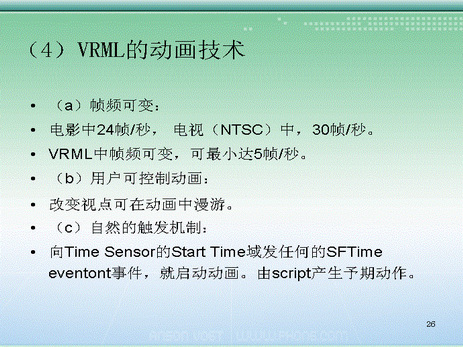 （4）VRML的动画技术
• （a）帧频可变：
• 电影中24帧/秒， 电视（NTSC）中，30帧/秒。
• VRML中帧频可变，可最小达5帧/秒。
• （b）用户可控制动画：
• 改变视点可在动画中漫游。
• （c）自然的触发机制：
• 向Time Sensor的Start Time域发任何的SFTime
eventont事件，就启动动画。由script产生予期动作。
26